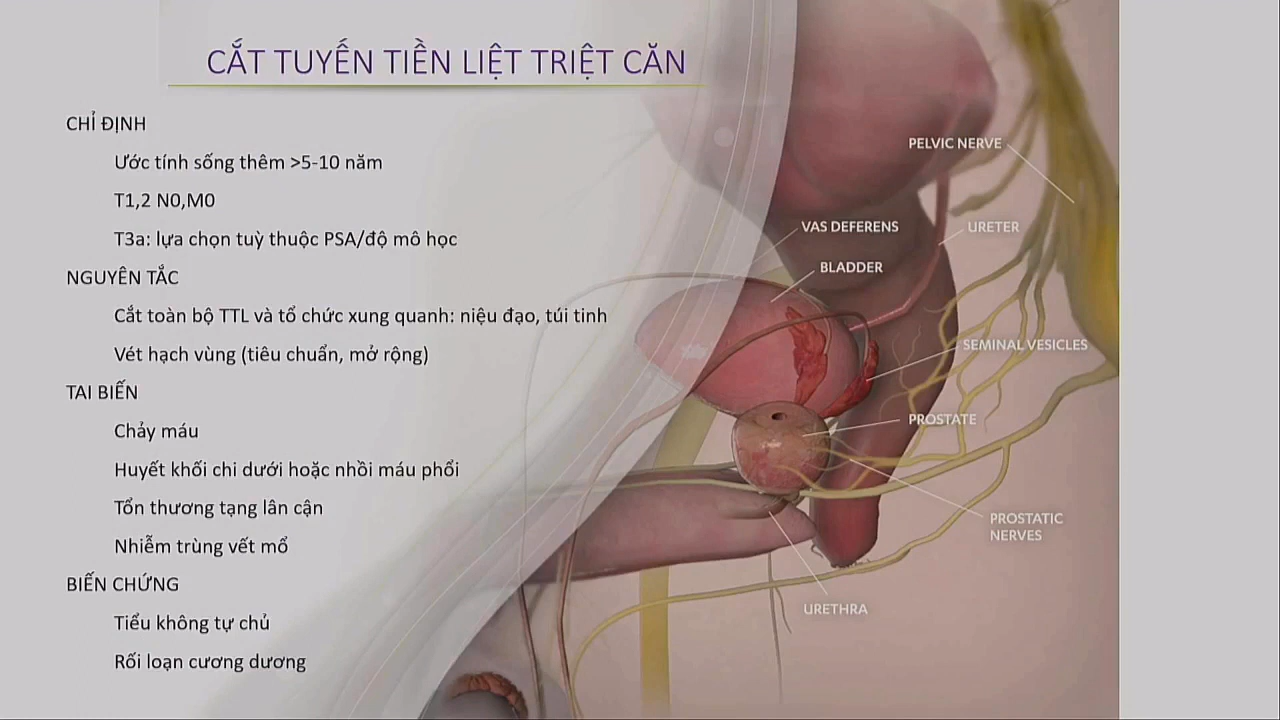 CẮT TUYẾN TIỀN LIỆT TRIỆT CĂN
CHỈ ĐỊNH
Ước tính sống thêm >5-10 năm
T1,2 N0,M0
T3a: lựa chọn tuỳ thuộc PSA/độ mô học
NGUYÊN TẮC
Cắt toàn bộ TTL và tổ chức xung quanh: niệu đạo, túi tinh
Vét hạch vùng (tiêu chuẩn, mở rộng)
TAI BIẾN
Chảy máu
Huyết khối chi dưới hoặc nhồi máu phổi
Tổn thương tạng lân cận
Nhiễm trùng vết mổ
BIẾN CHỨNG
Tiểu không tự chủ
Rối loạn cương dương
PELVIC NERVE
VAS DEFERENS
URETER
BLADDER
SEMINAL VESICLES
PROSTATE
PROSTATIC
NERVES
URETHRA